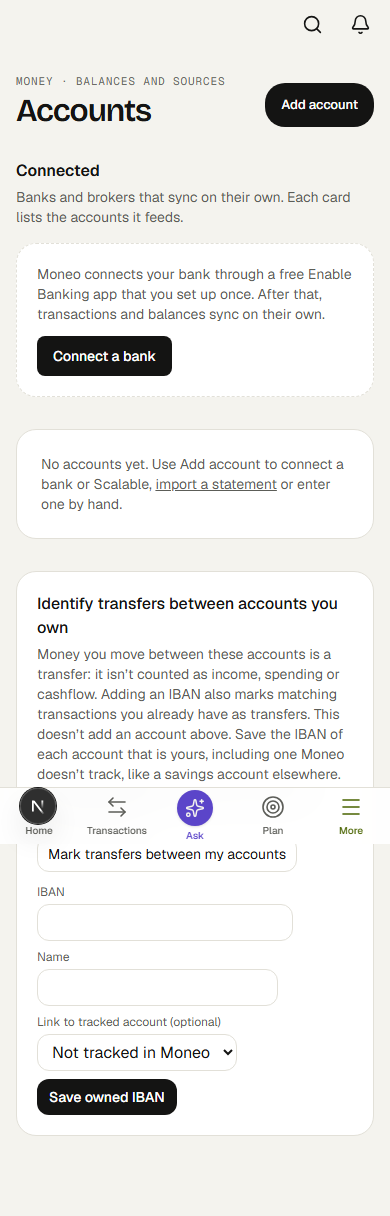 MONEY · BALANCES AND SOURCES
Accounts
Add account
Connected
Banks and brokers that sync on their own. Each card
lists the accounts it feeds.
Moneo connects your bank through a free Enable
Banking app that you set up once. After that,
transactions and balances sync on their own.
Connect a bank
No accounts yet. Use Add account to connect a
bank or Scalable, import a statement or enter
one by hand.
Identify transfers between accounts you
own
Money you move between these accounts is a
transfer: it isn't counted as income, spending or
cashflow. Adding an IBAN also marks matching
transactions you already have as transfers. This
doesn't add an account above. Save the IBAN of
each account that is yours, including one Moneo
doesn't track, like a savings account elsewhere.
N
Home
Transactions
Ask
Plan
More
Mark transfers between my accounts
IBAN
Name
Link to tracked account (optional)
Not tracked in Moneo
Save owned IBAN